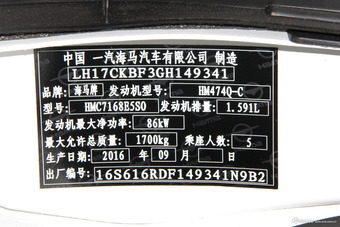 中国 一汽海马汽车有限公司 制造
LH17CKBF3GH149341
品牌: 海马牌 发动机型号: HM474Q-C
型号: HMC7168E5S0 发动机排量: 1.591L
发动机最大净功率: 86kW
最大允许总质量: 1700kg 乘坐人数: 5
生产日期: 2016 年 09 月
出厂编号: 16S616RDF149341N9B2